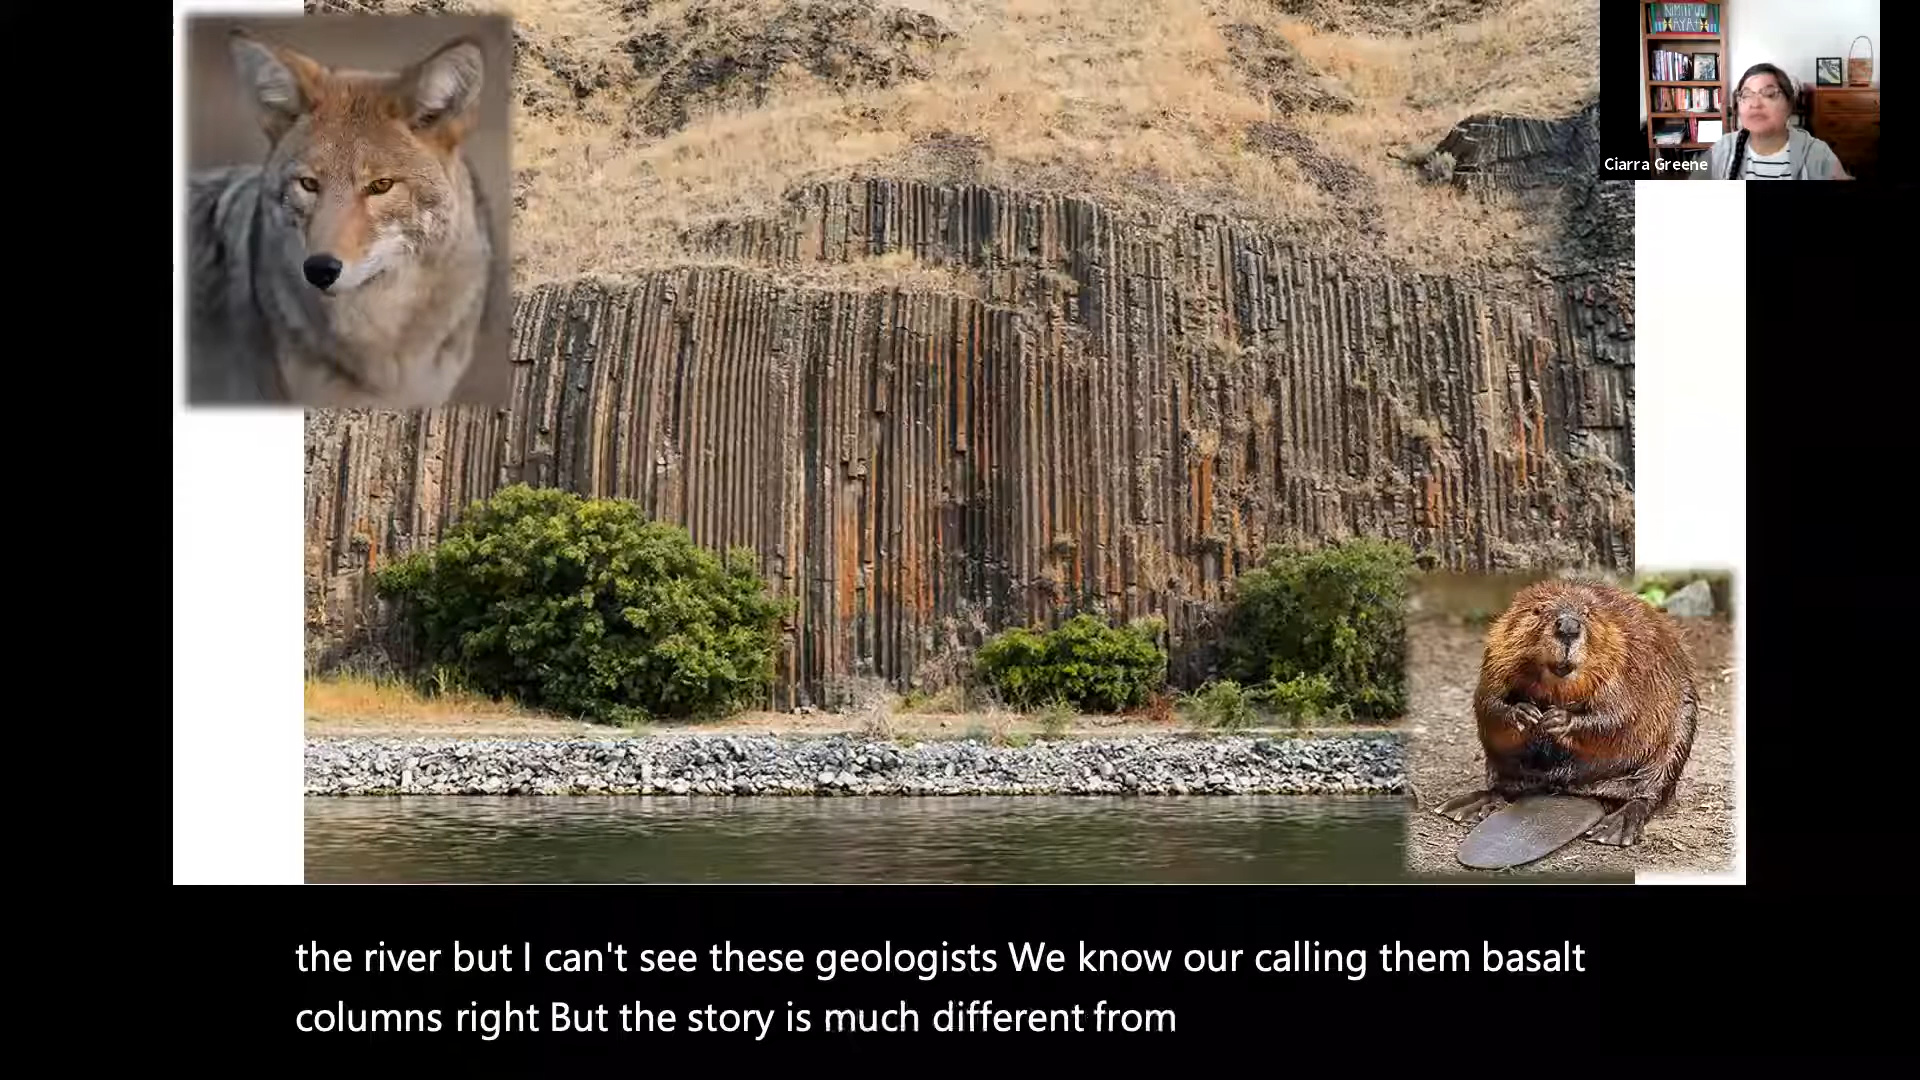 NIMIIPUU
Ciarra Greene
the river but I can't see these geologists We know our calling them basalt
columns right But the story is much different from